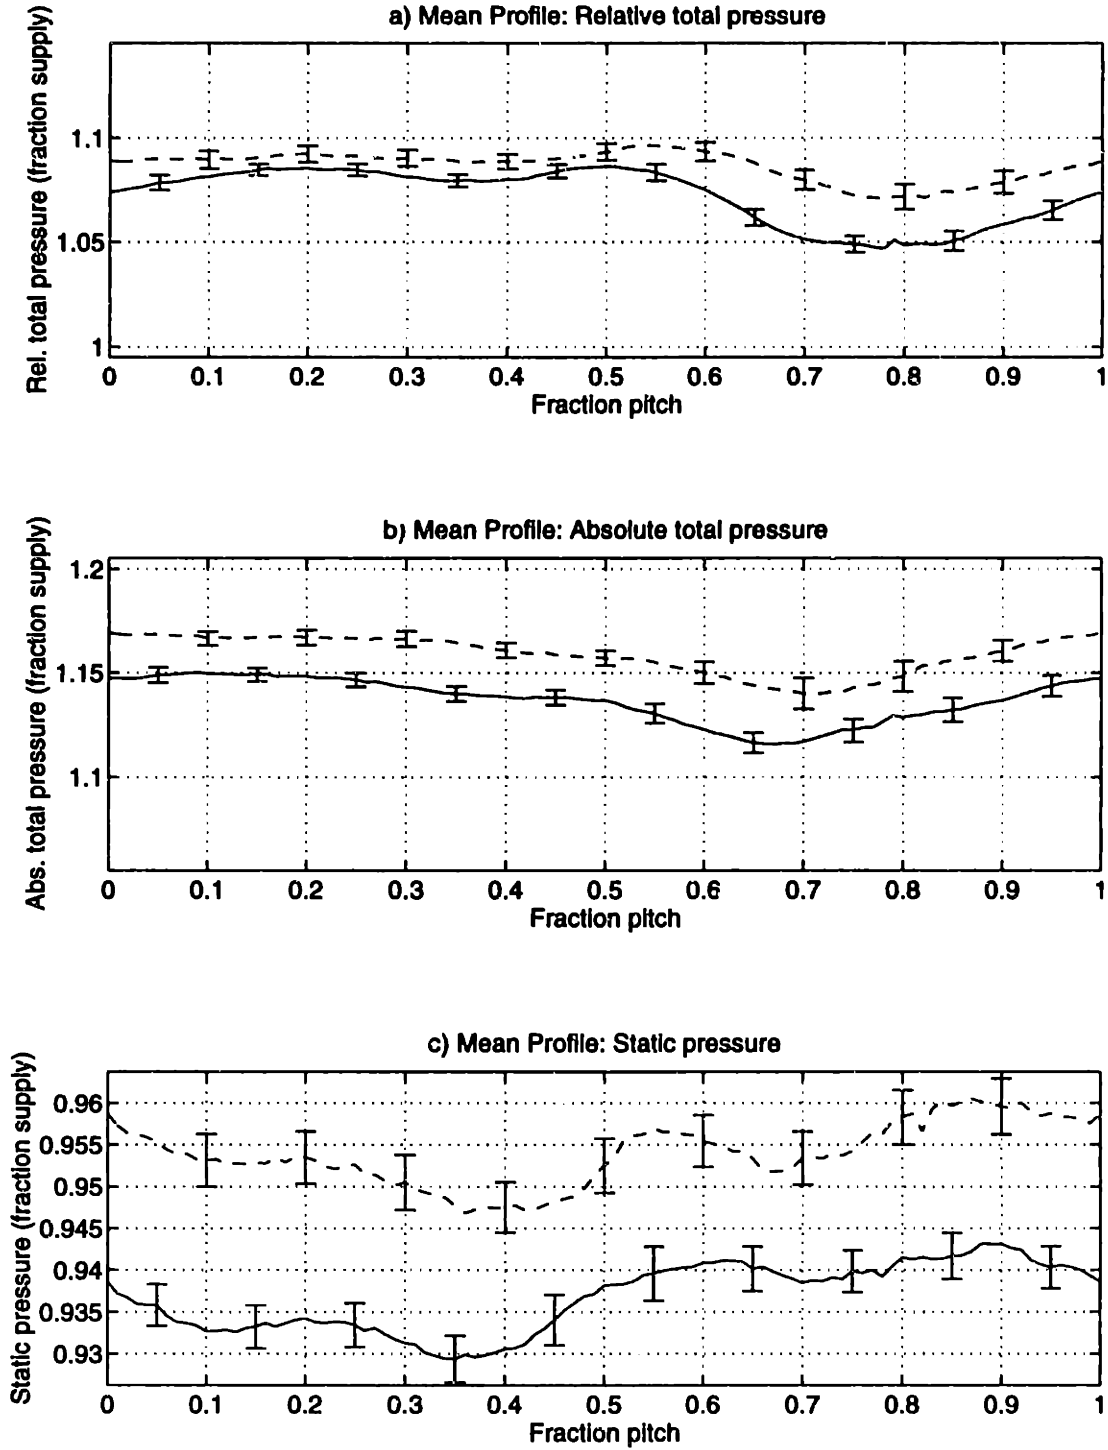 a) Mean Profile: Relative total pressure
Rel. total pressure (fraction supply)
1.1
1.05
1
0 0.1 0.2 0.3 0.4 0.5 0.6 0.7 0.8 0.9 1
Fraction pitch
b) Mean Profile: Absolute total pressure
Abs. total pressure (fraction supply)
1.2
1.15
1.1
0 0.1 0.2 0.3 0.4 0.5 0.6 0.7 0.8 0.9 1
Fraction pitch
c) Mean Profile: Static pressure
Static pressure (fraction supply)
0.96
0.955
0.95
0.945
0.94
0.935
0.93
0 0.1 0.2 0.3 0.4 0.5 0.6 0.7 0.8 0.9 1
Fraction pitch